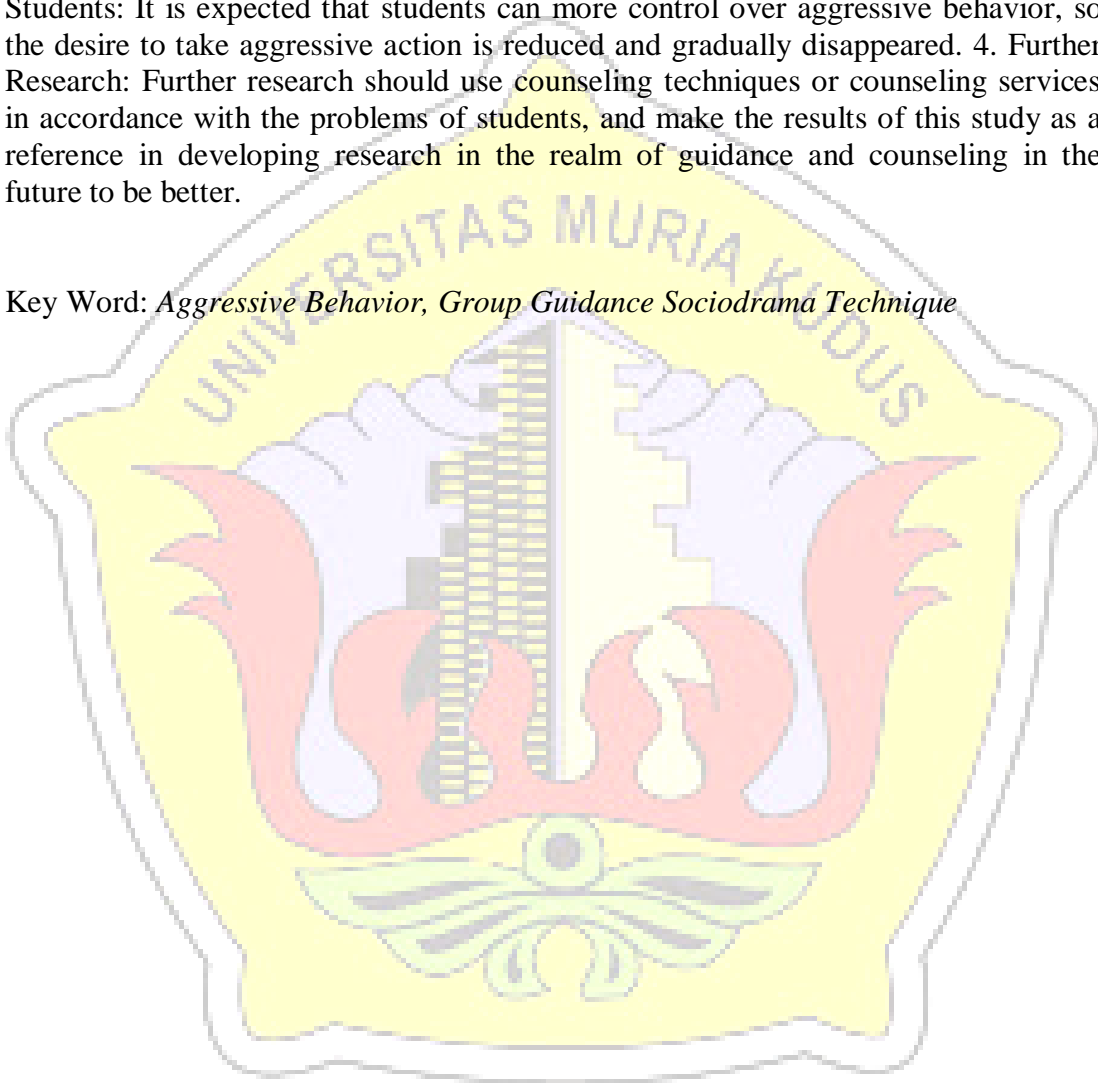 Students: It is expected that students can more control over aggressive behavior, so
the desire to take aggressive action is reduced and gradually disappeared. 4. Further
Research: Further research should use counseling techniques or counseling services
in accordance with the problems of students, and make the results of this study as a
reference in developing research in the realm of guidance and counseling in the
future to be better.
UNIVERSITAS MURIA KUDUS
Key Word: Aggressive Behavior, Group Guidance Sociodrama Technique